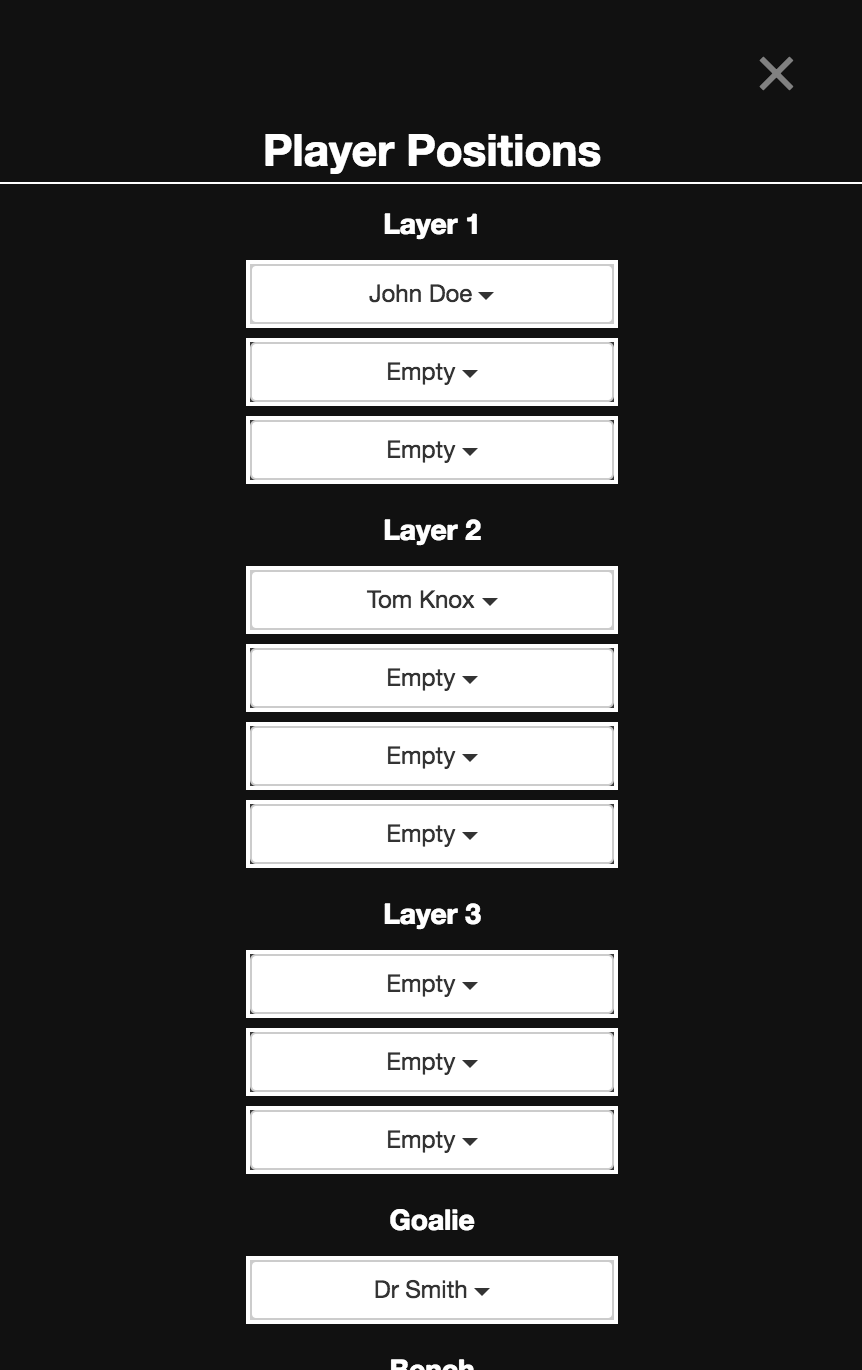 Player Positions
Layer 1
John Doe
Empty
Empty
Layer 2
Tom Knox
Empty
Empty
Empty
Layer 3
Empty
Empty
Empty
Goalie
Dr Smith
Bench